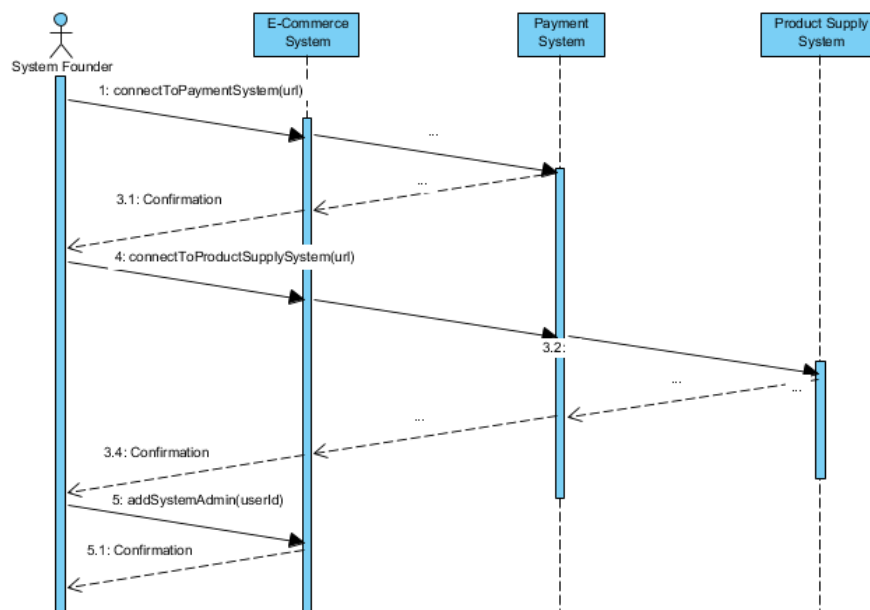 E-Commerce
System
Payment
System
Product Supply
System
System Founder
1: connectToPaymentSystem(url)
...
...
3.1: Confirmation
4: connectToProductSupplySystem(url)
3.2:
...
...
...
3.4: Confirmation
5: addSystemAdmin(userId)
5.1: Confirmation